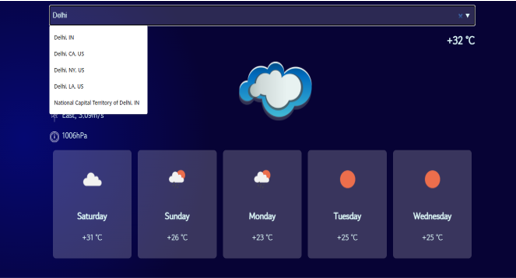 Delhi
+32 °C
Delhi, IN
Delhi, CA, US
Delhi, NY, US
Delhi, LA, US
National Capital Territory of Delhi, IN
East, 3.09m/s
1006hPa
Saturday
+31 °C
Sunday
+26 °C
Monday
+23 °C
Tuesday
+25 °C
Wednesday
+25 °C